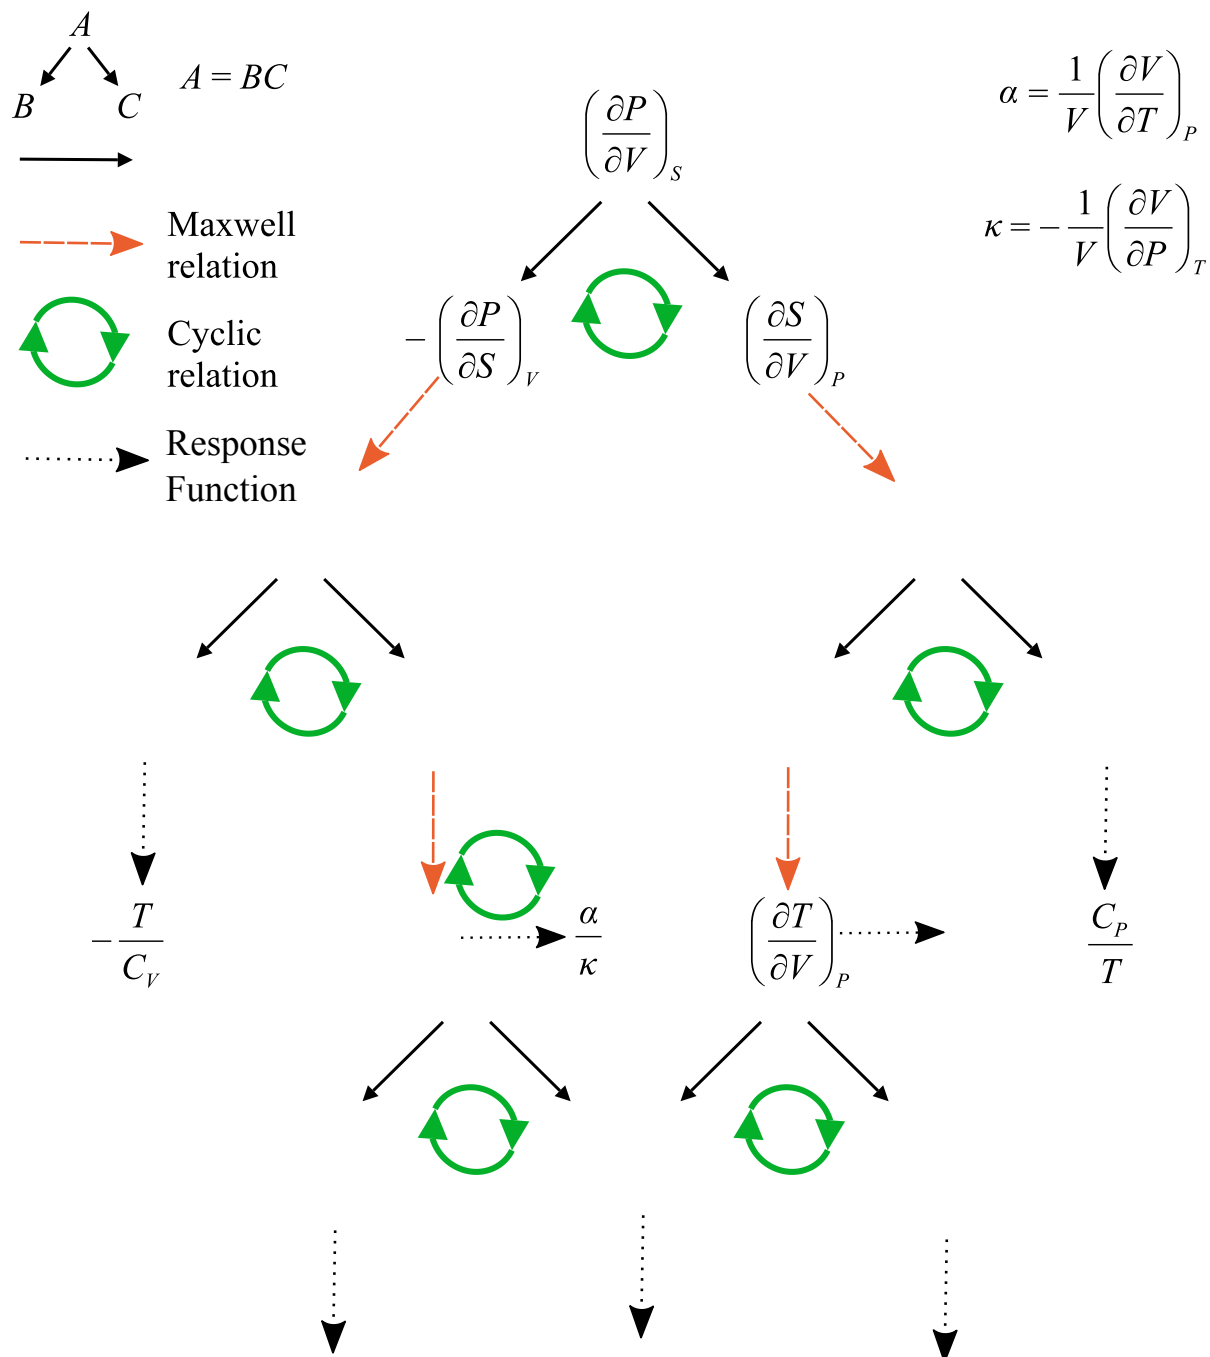 A
B C
A = BC
Maxwell
relation
Cyclic
relation
Response
Function
(∂P/∂V)_S
α = 1/V (∂V/∂T)_P
κ = − 1/V (∂V/∂P)_T
− (∂P/∂S)_V
(∂S/∂V)_P
− T/C_V
α/κ
(∂T/∂V)_P
C_P/T